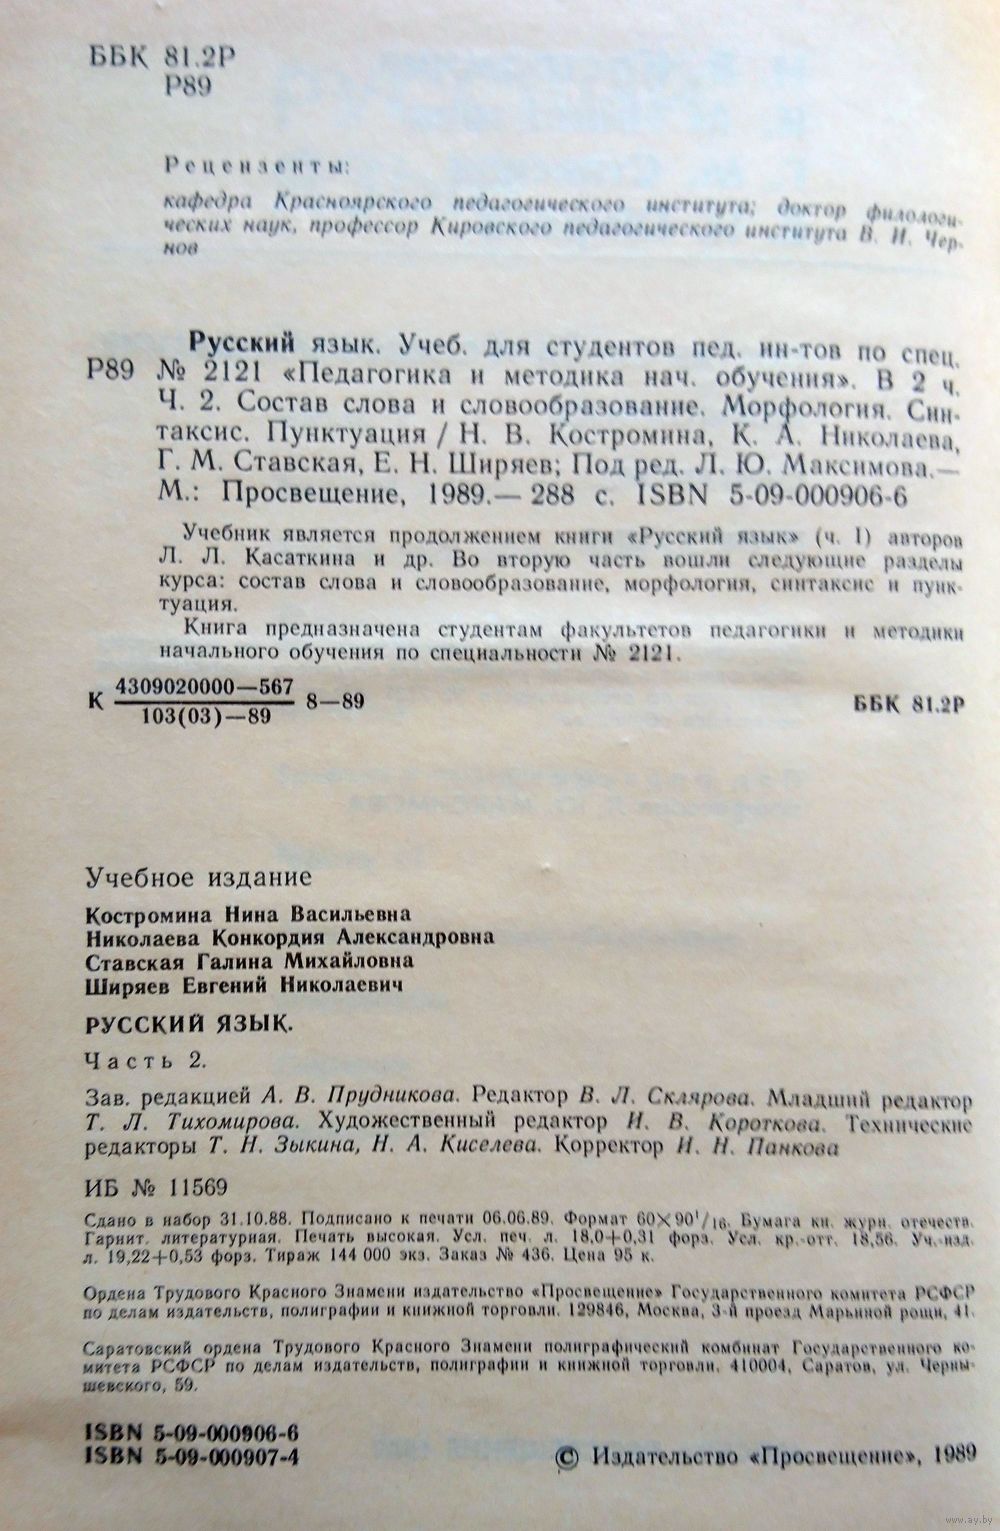 ББК 81.2Р
Р89
Рецензенты:
кафедра Красноярского педагогического института; доктор филологи-
ческих наук, профессор Кировского педагогического института В. И. Чер-
нов
Русский язык. Учеб. для студентов пед. ин-тов по спец.
Р89 № 2121 «Педагогика и методика нач. обучения». В 2 ч.
Ч. 2. Состав слова и словообразование. Морфология. Син-
таксис. Пунктуация / Н. В. Костромина, К. А. Николаева,
Г. М. Ставская, Е. Н. Ширяев; Под ред. Л. Ю. Максимова.—
М.: Просвещение, 1989.— 288 с. ISBN 5-09-000906-6
Учебник является продолжением книги «Русский язык» (ч. I) авторов
Л. Л. Касаткина и др. Во вторую часть вошли следующие разделы
курса: состав слова и словообразование, морфология, синтаксис и пунк-
туация.
Книга предназначена студентам факультетов педагогики и методики
начального обучения по специальности № 2121.
К 4309020000—567 8—89
103(03)—89
ББК 81.2Р
Учебное издание
Костромина Нина Васильевна
Николаева Конкордия Александровна
Ставская Галина Михайловна
Ширяев Евгений Николаевич
РУССКИЙ ЯЗЫК.
Часть 2.
Зав. редакцией А. В. Прудникова. Редактор В. Л. Склярова. Младший редактор
Т. Л. Тихомирова. Художественный редактор И. В. Короткова. Технические
редакторы Т. Н. Зыкина, Н. А. Киселева. Корректор И. Н. Панкова
ИБ № 11569
Сдано в набор 31.10.88. Подписано к печати 06.06.89. Формат 60×90¹/₁₆. Бумага кн. журн. отечеств.
Гарнит. литературная. Печать высокая. Усл. печ. л. 18,0+0,31 форз. Усл. кр.-отт. 18,56. Уч.-изд.
л. 19,22+0,53 форз. Тираж 144 000 экз. Заказ № 436. Цена 95 к.
Ордена Трудового Красного Знамени издательство «Просвещение» Государственного комитета РСФСР
по делам издательств, полиграфии и книжной торговли. 129846, Москва, 3-й проезд Марьиной рощи, 41.
Саратовский ордена Трудового Красного Знамени полиграфический комбинат Государственного ко-
митета РСФСР по делам издательств, полиграфии и книжной торговли. 410004, Саратов, ул. Черны-
шевского, 59.
ISBN 5-09-000906-6
ISBN 5-09-000907-4
© Издательство «Просвещение», 1989
www.ay.by